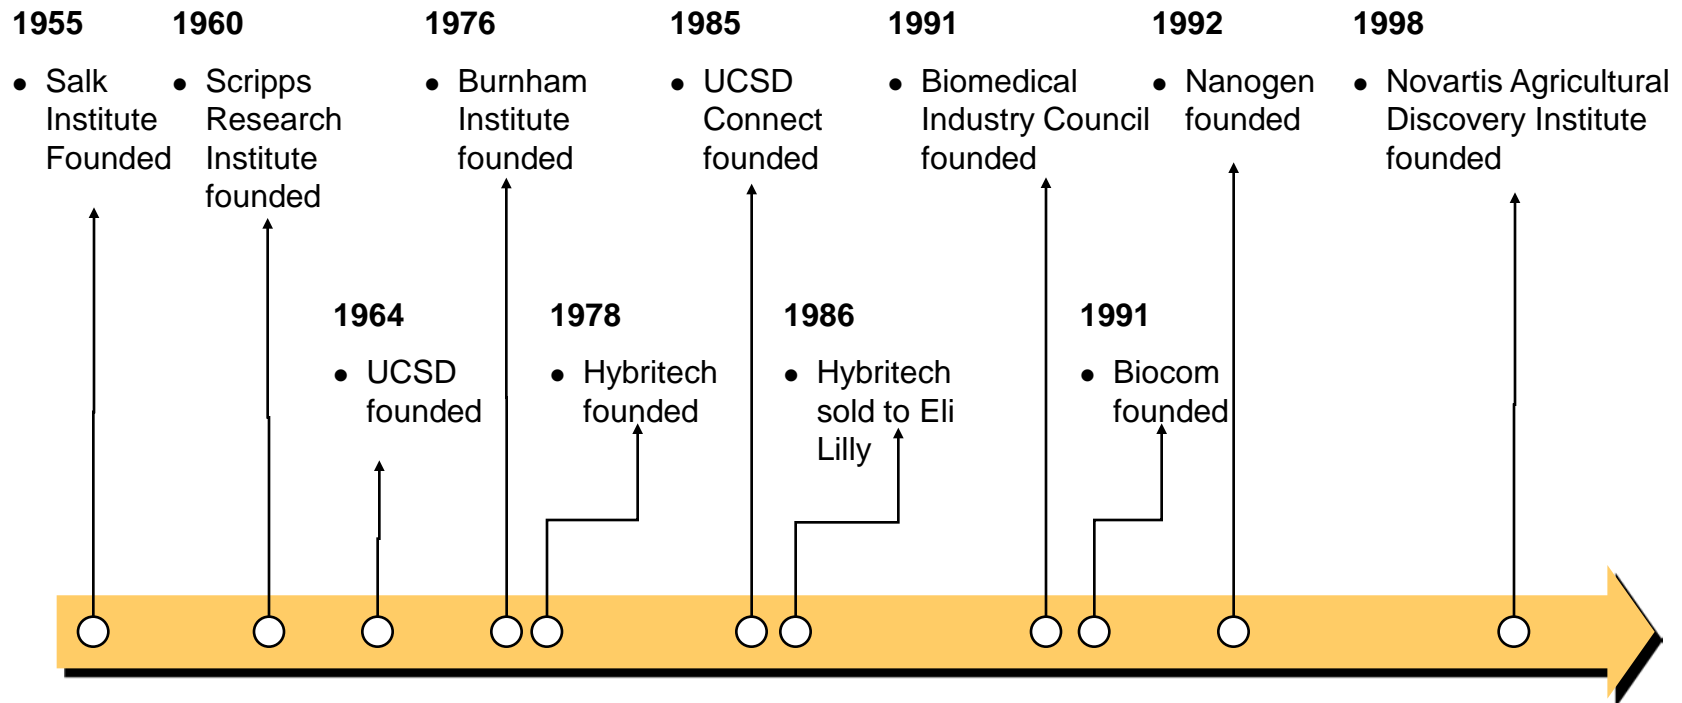 1955
● Salk
Institute
Founded
1960
● Scripps
Research
Institute
founded
1976
● Burnham
Institute
founded
1985
● UCSD
Connect
founded
1991
● Biomedical
Industry Council
founded
1992
● Nanogen
founded
1998
● Novartis Agricultural
Discovery Institute
founded
1964
● UCSD
founded
1978
● Hybritech
founded
1986
● Hybritech
sold to Eli
Lilly
1991
● Biocom
founded